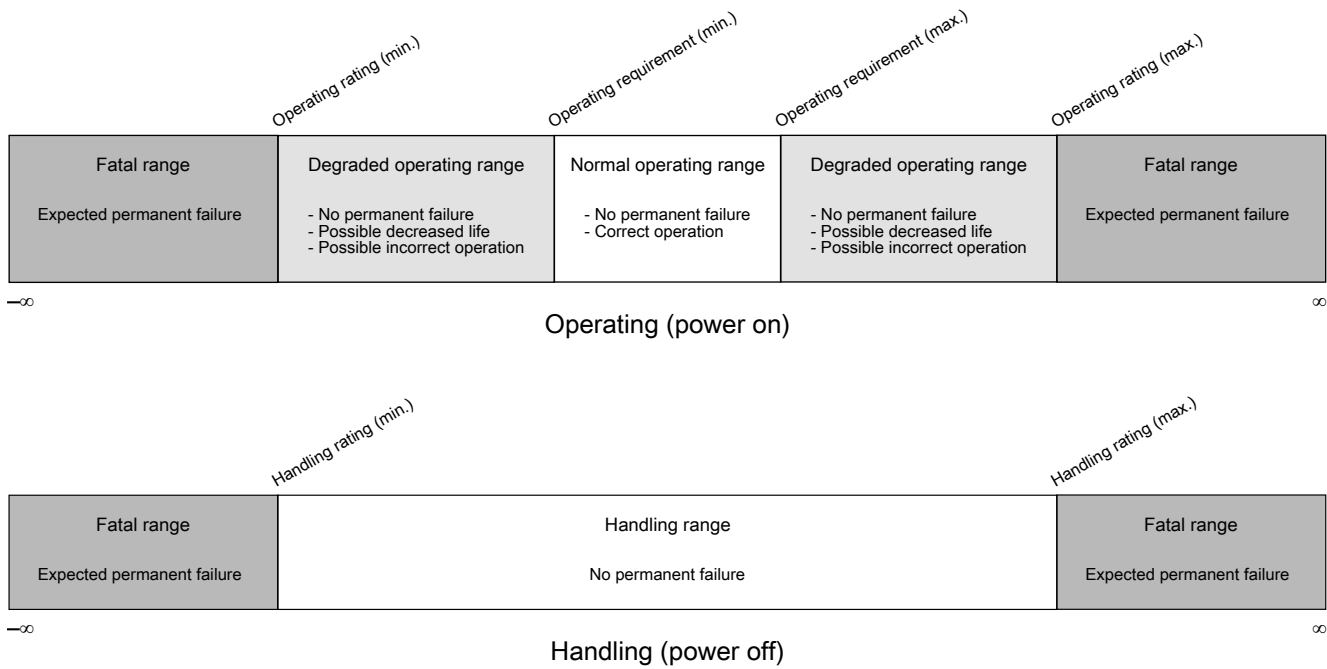 Operating rating (min.)
Operating requirement (min.)
Operating requirement (max.)
Operating rating (max.)
Fatal range
Expected permanent failure
Degraded operating range
- No permanent failure
- Possible decreased life
- Possible incorrect operation
Normal operating range
- No permanent failure
- Correct operation
Degraded operating range
- No permanent failure
- Possible decreased life
- Possible incorrect operation
Fatal range
Expected permanent failure
–∞
∞
Operating (power on)
Handling rating (min.)
Handling rating (max.)
Fatal range
Expected permanent failure
Handling range
No permanent failure
Fatal range
Expected permanent failure
–∞
∞
Handling (power off)